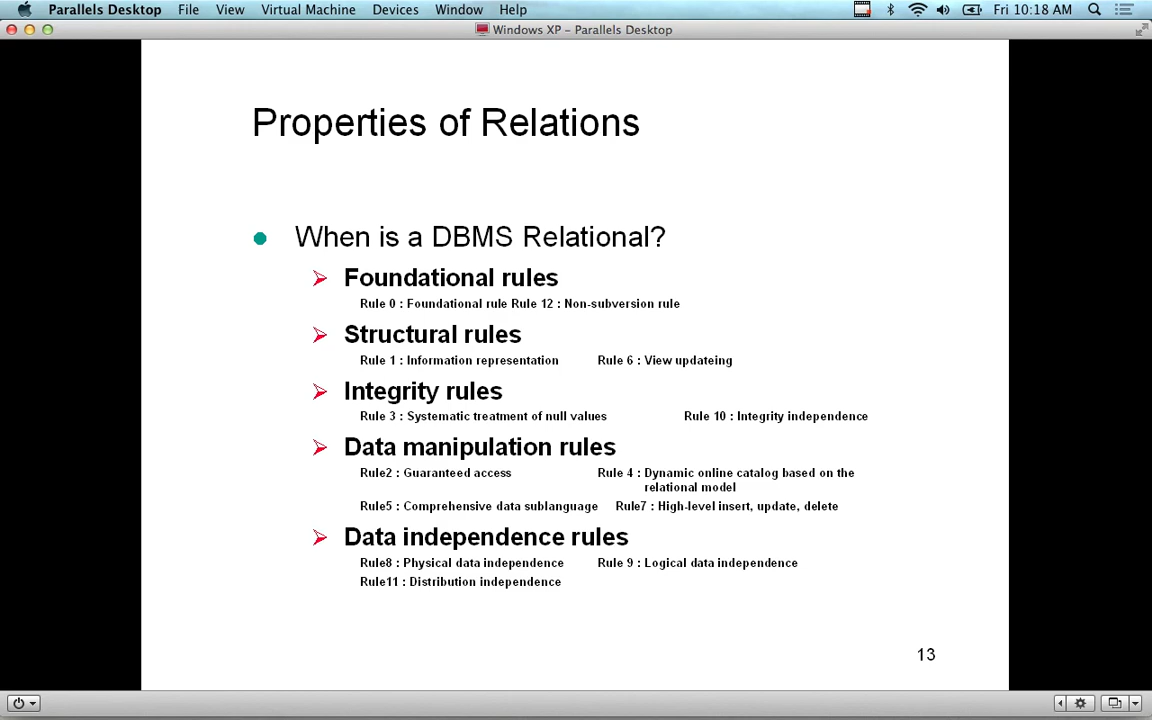 Parallels Desktop File View Virtual Machine Devices Window Help Fri 10:18 AM
Windows XP – Parallels Desktop
Properties of Relations
When is a DBMS Relational?
Foundational rules
Rule 0 : Foundational rule Rule 12 : Non-subversion rule
Structural rules
Rule 1 : Information representation Rule 6 : View updateing
Integrity rules
Rule 3 : Systematic treatment of null values Rule 10 : Integrity independence
Data manipulation rules
Rule2 : Guaranteed access Rule 4 : Dynamic online catalog based on the
relational model
Rule5 : Comprehensive data sublanguage Rule7 : High-level insert, update, delete
Data independence rules
Rule8 : Physical data independence Rule 9 : Logical data independence
Rule11 : Distribution independence
13